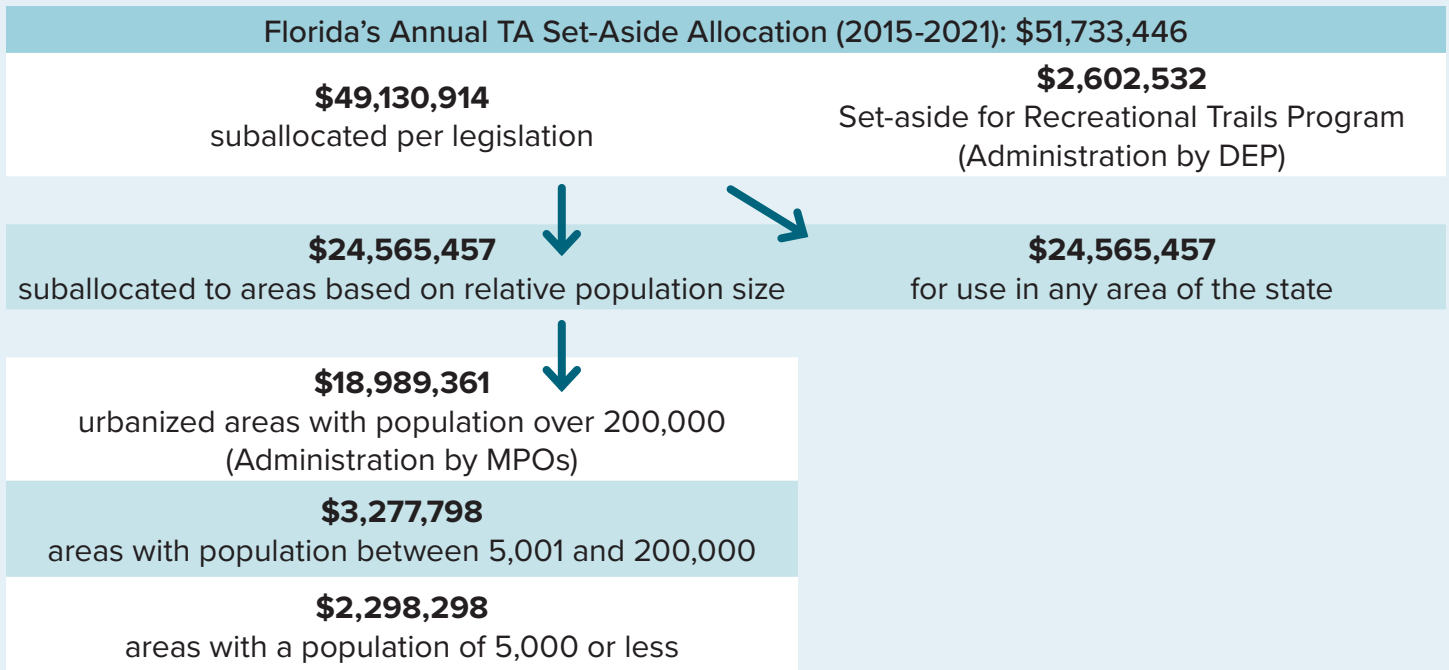 Florida’s Annual TA Set-Aside Allocation (2015-2021): $51,733,446
$49,130,914
suballocated per legislation
$2,602,532
Set-aside for Recreational Trails Program
(Administration by DEP)
$24,565,457
suballocated to areas based on relative population size
$24,565,457
for use in any area of the state
$18,989,361
urbanized areas with population over 200,000
(Administration by MPOs)
$3,277,798
areas with population between 5,001 and 200,000
$2,298,298
areas with a population of 5,000 or less